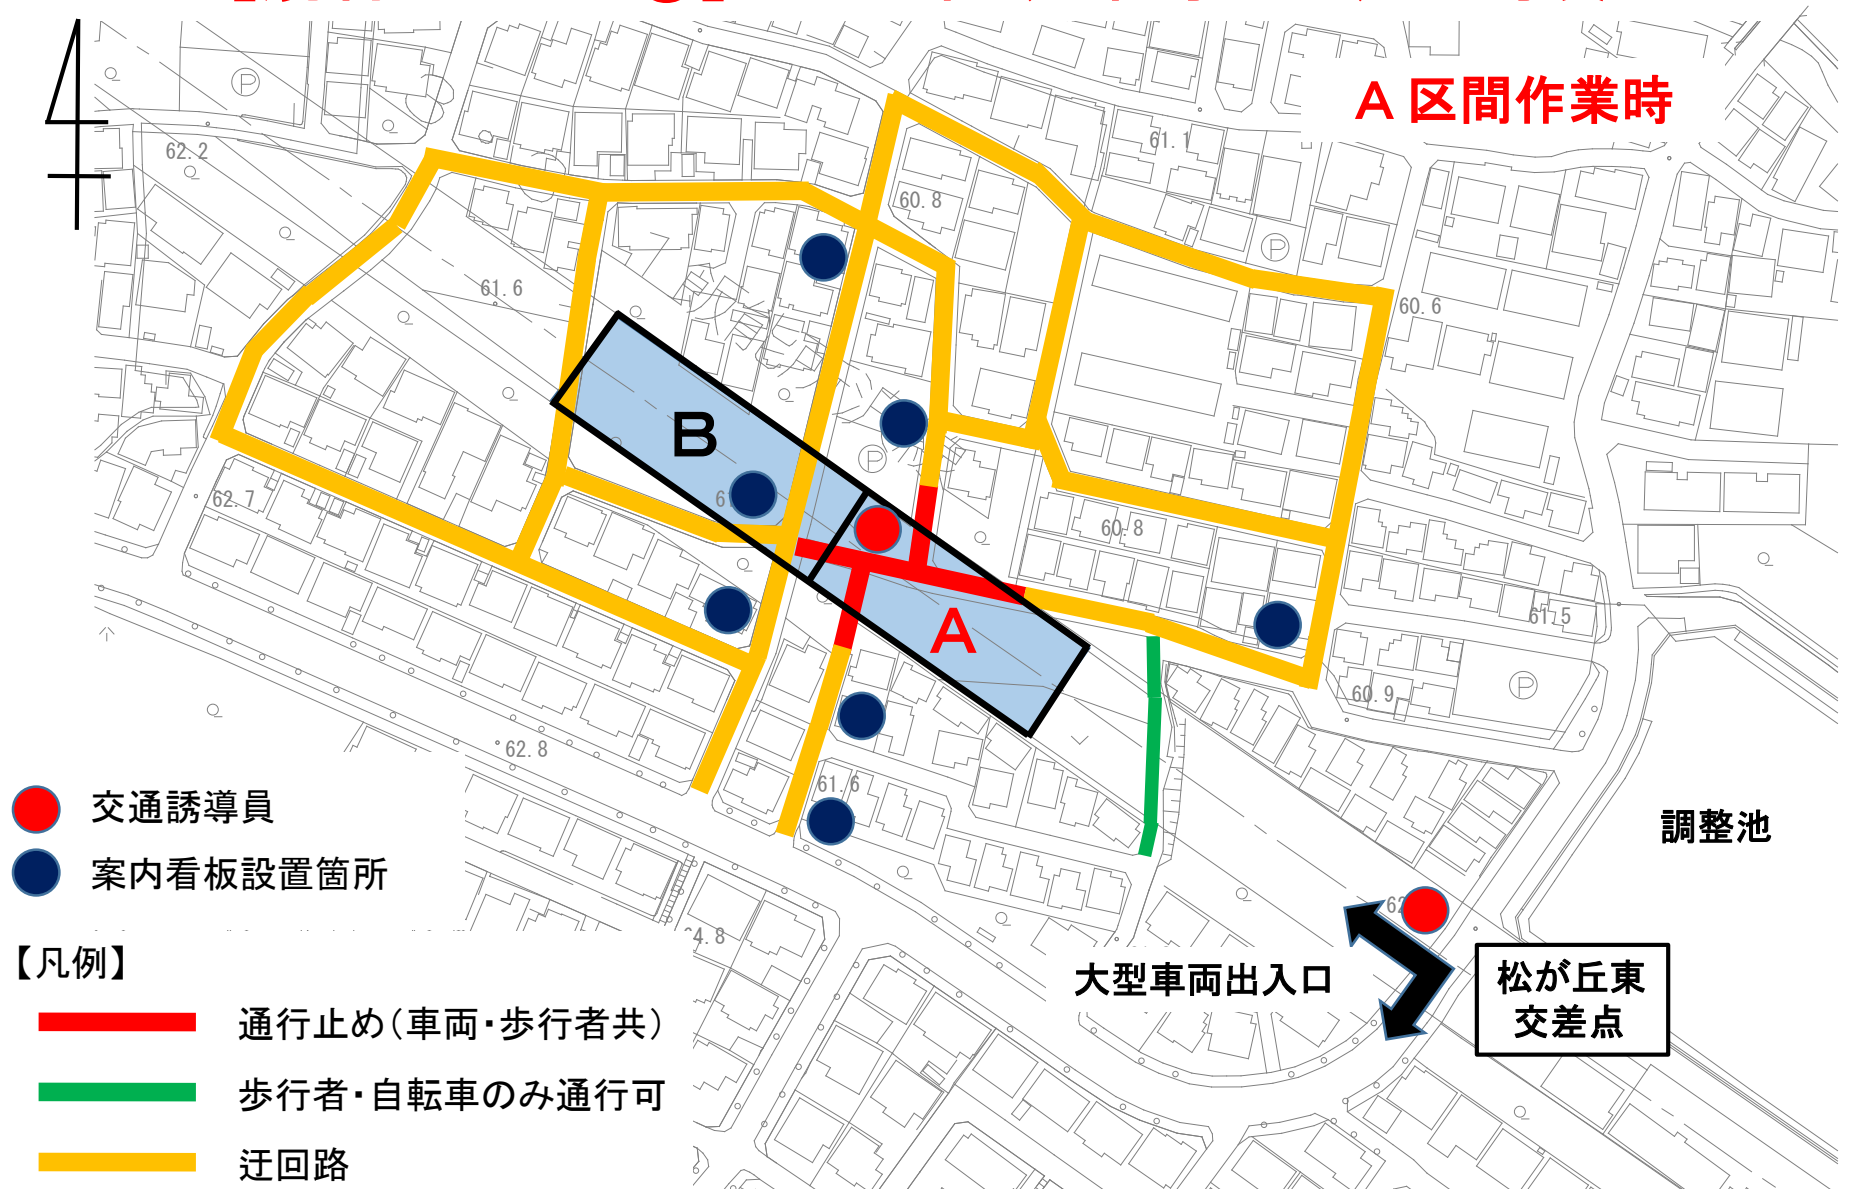 A区間作業時
61.1
62.2
60.8
61.6
60.6
B
62.7
60.8
A
61.5
60.9
62.8
61.6
交通誘導員
案内看板設置箇所
調整池
【凡例】
大型車両出入口
松が丘東
交差点
通行止め(車両・歩行者共)
歩行者・自転車のみ通行可
迂回路
P
P
P
P